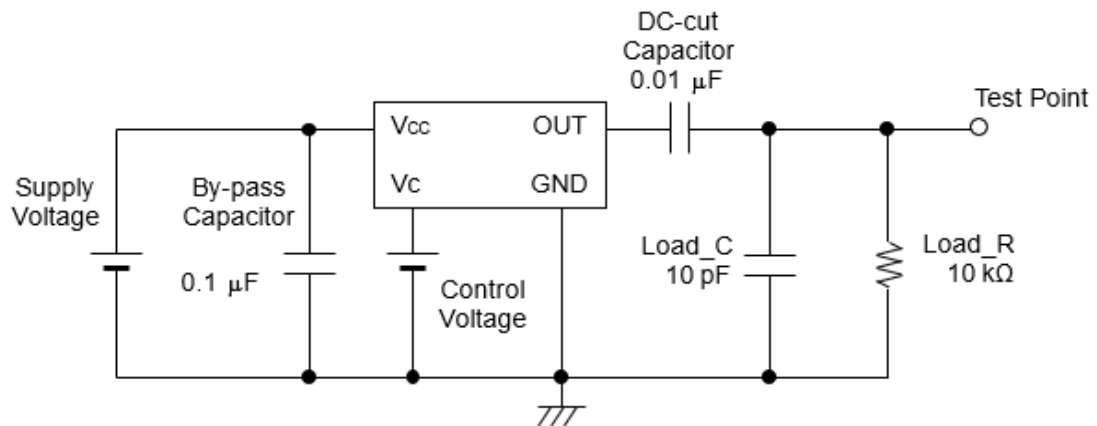 DC-cut
Capacitor
0.01 μF
Test Point
Vcc
OUT
Vc
GND
Supply
Voltage
By-pass
Capacitor
0.1 μF
Control
Voltage
Load_C
10 pF
Load_R
10 kΩ